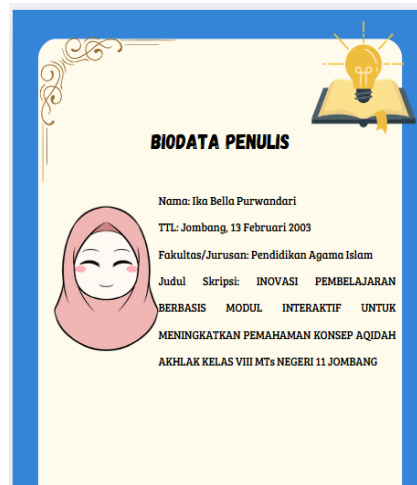 BIODATA PENULIS
Nama: Ika Bella Purwandari
TTL: Jombang, 13 Februari 2003
Fakultas/Jurusan: Pendidikan Agama Islam
Judul Skripsi: INOVASI PEMBELAJARAN
BERBASIS MODUL INTERAKTIF UNTUK
MENINGKATKAN PEMAHAMAN KONSEP AQIDAH
AKHLAK KELAS VIII MTs NEGERI 11 JOMBANG